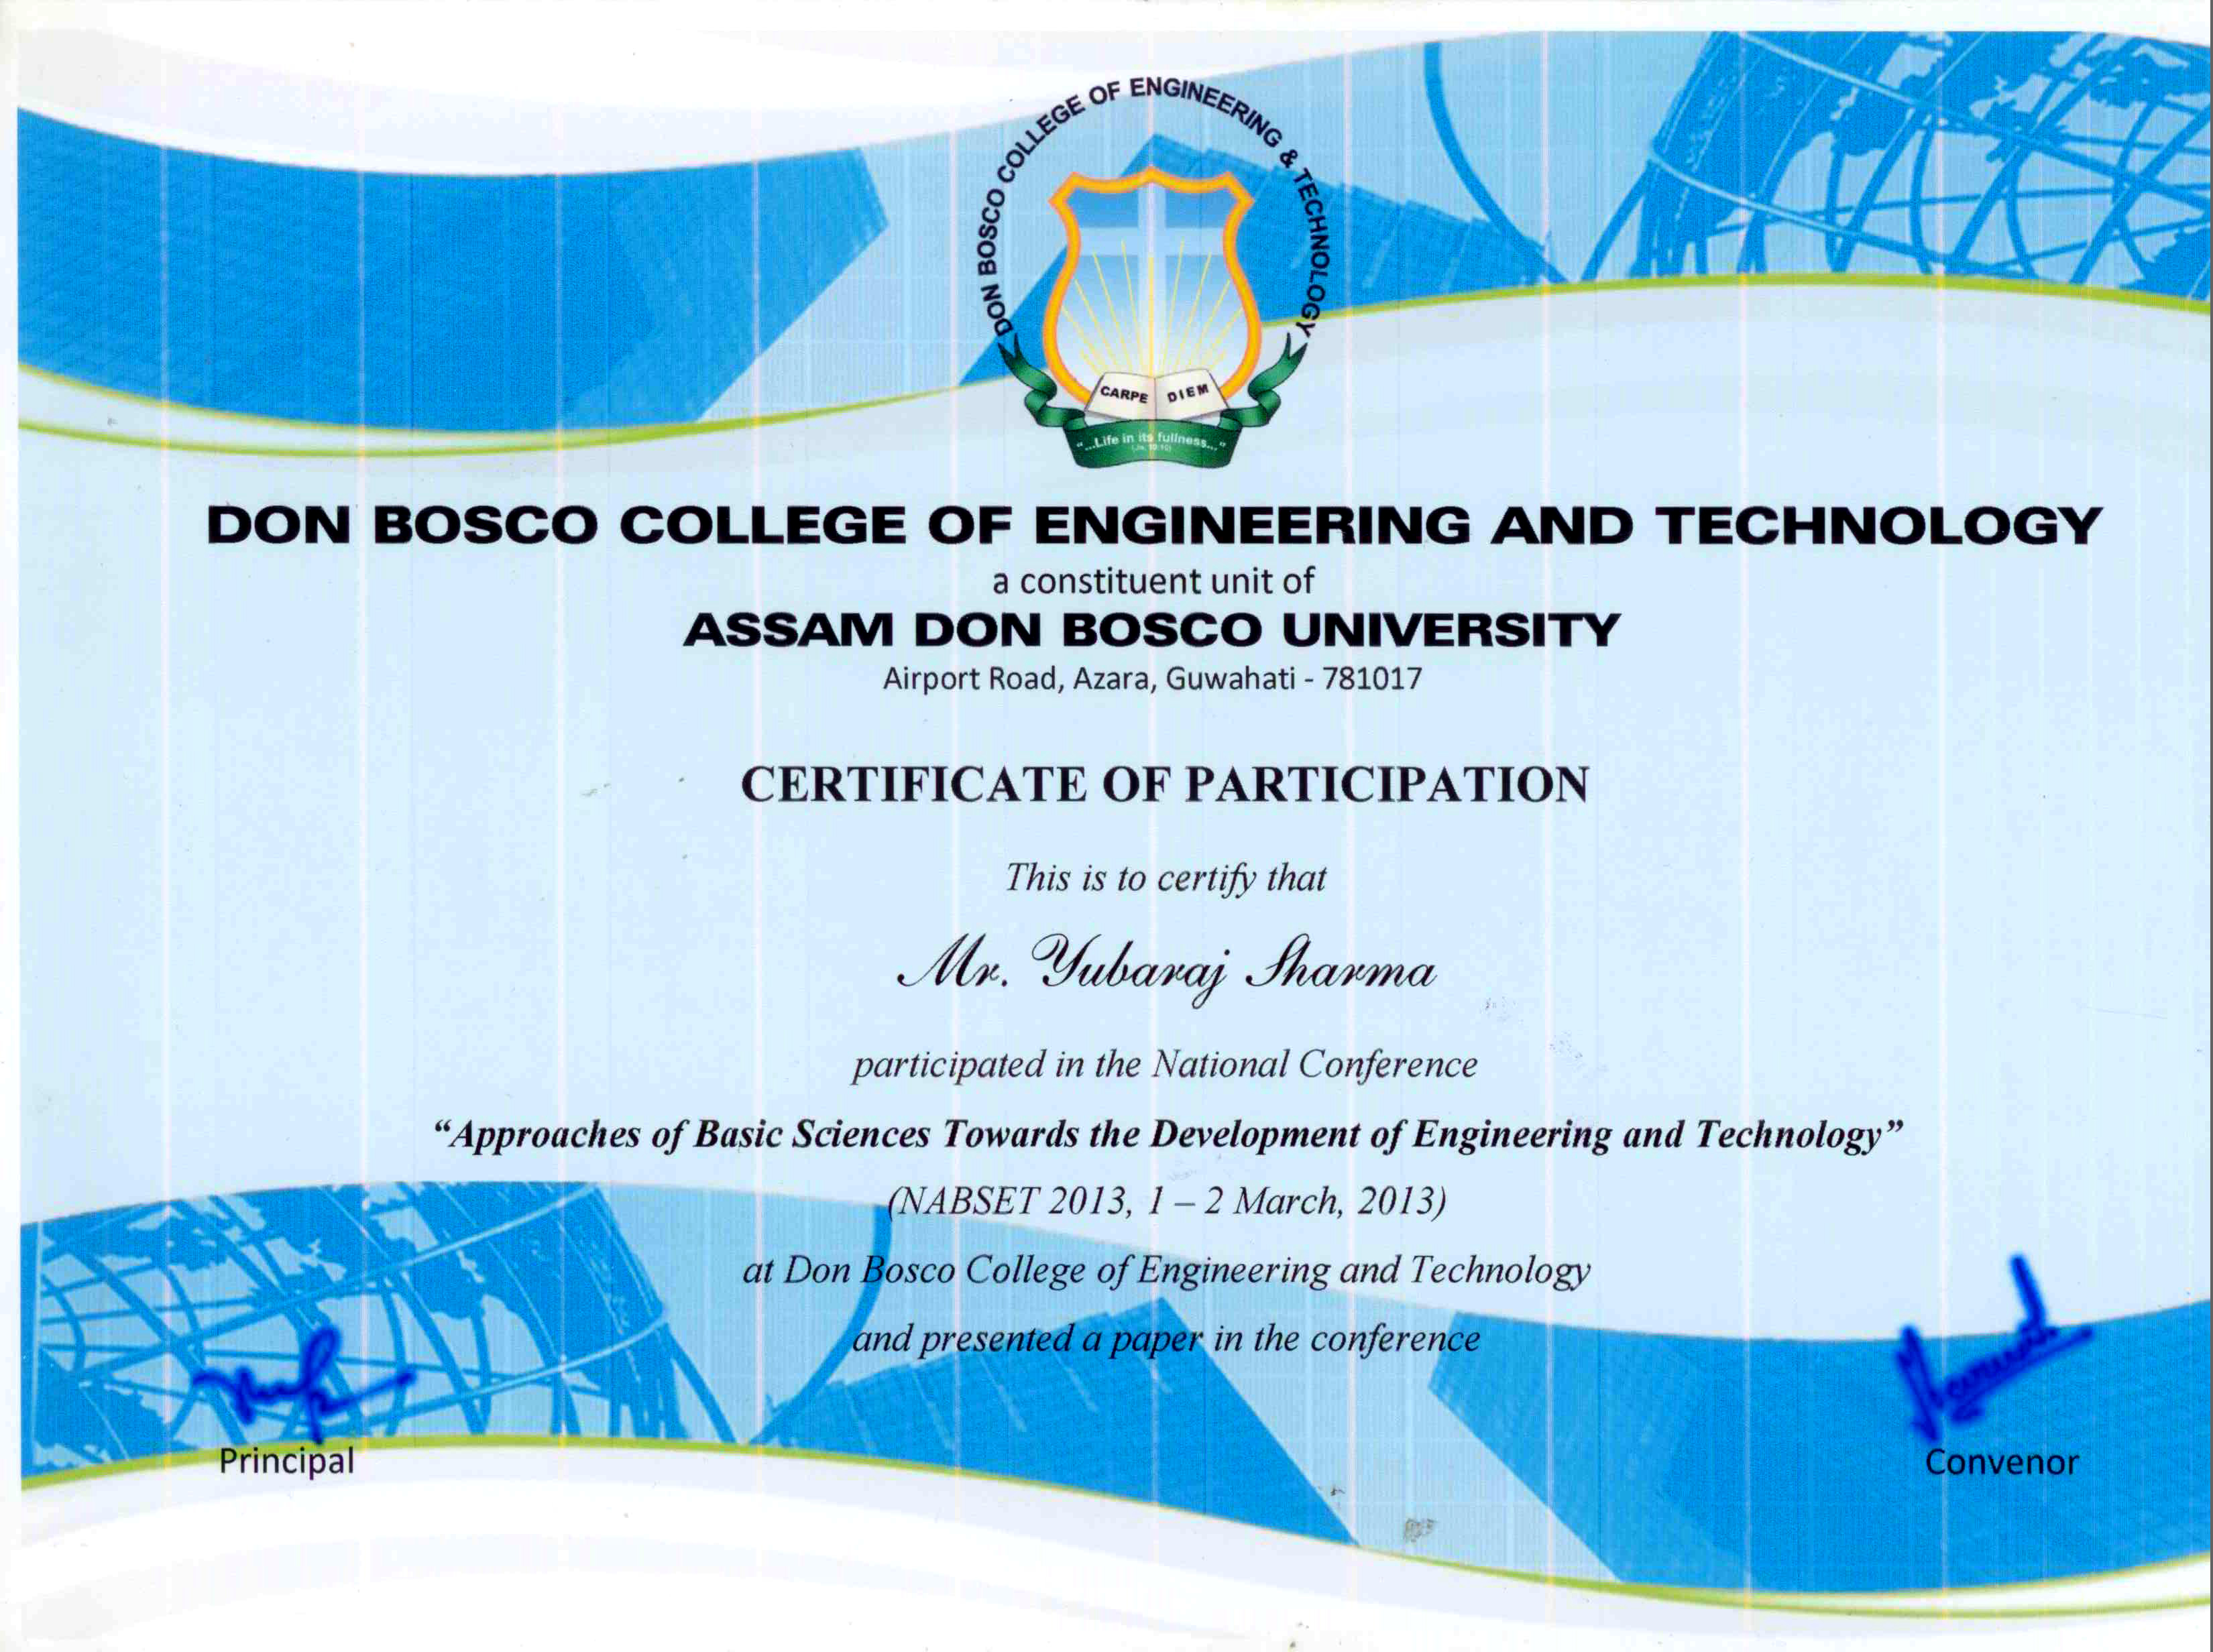 DON BOSCO COLLEGE OF ENGINEERING & TECHNOLOGY
CARPE DIEM
"...Life in its fullness..."
DON BOSCO COLLEGE OF ENGINEERING AND TECHNOLOGY
a constituent unit of
ASSAM DON BOSCO UNIVERSITY
Airport Road, Azara, Guwahati - 781017
CERTIFICATE OF PARTICIPATION
This is to certify that
Mr. Yubaraj Sharma
participated in the National Conference
“Approaches of Basic Sciences Towards the Development of Engineering and Technology”
(NABSET 2013, 1 – 2 March, 2013)
at Don Bosco College of Engineering and Technology
and presented a paper in the conference
Principal
Convenor